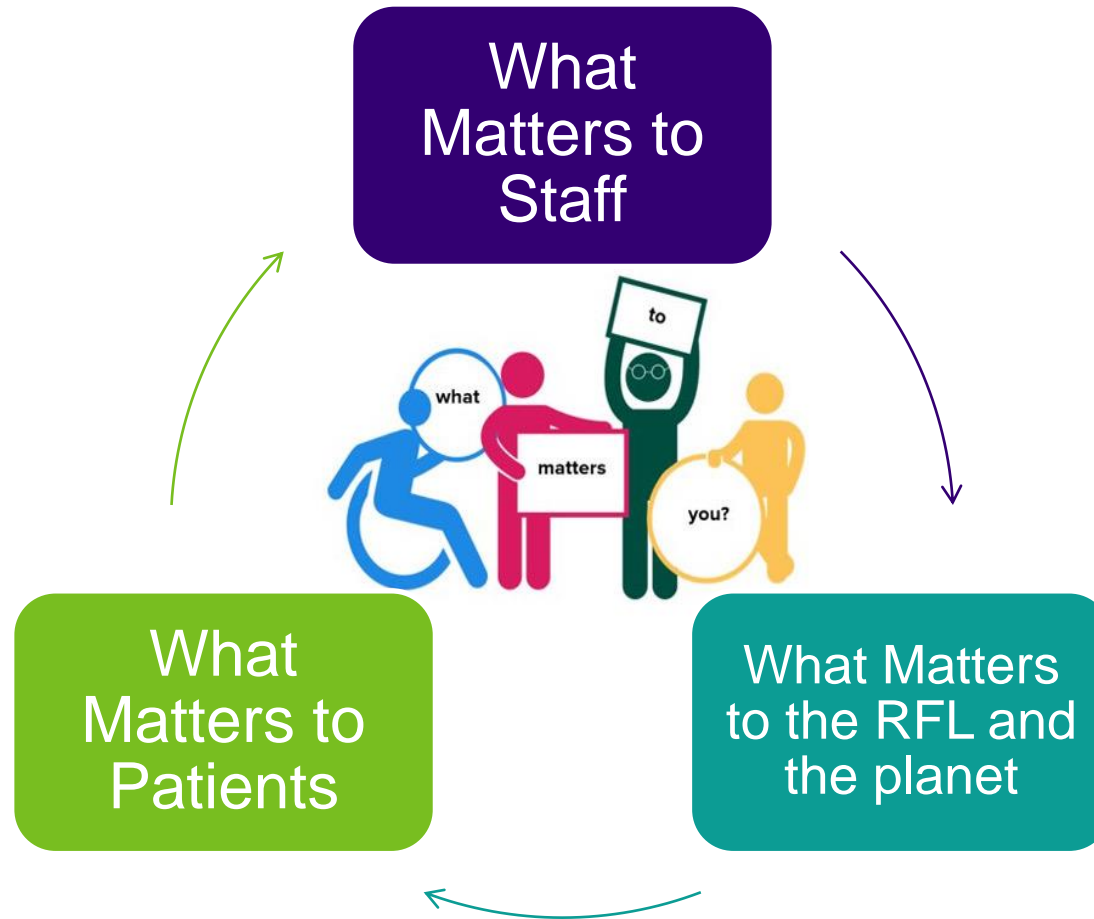 What
Matters to
Staff
to
what
matters
you?
What
Matters to
Patients
What Matters
to the RFL and
the planet